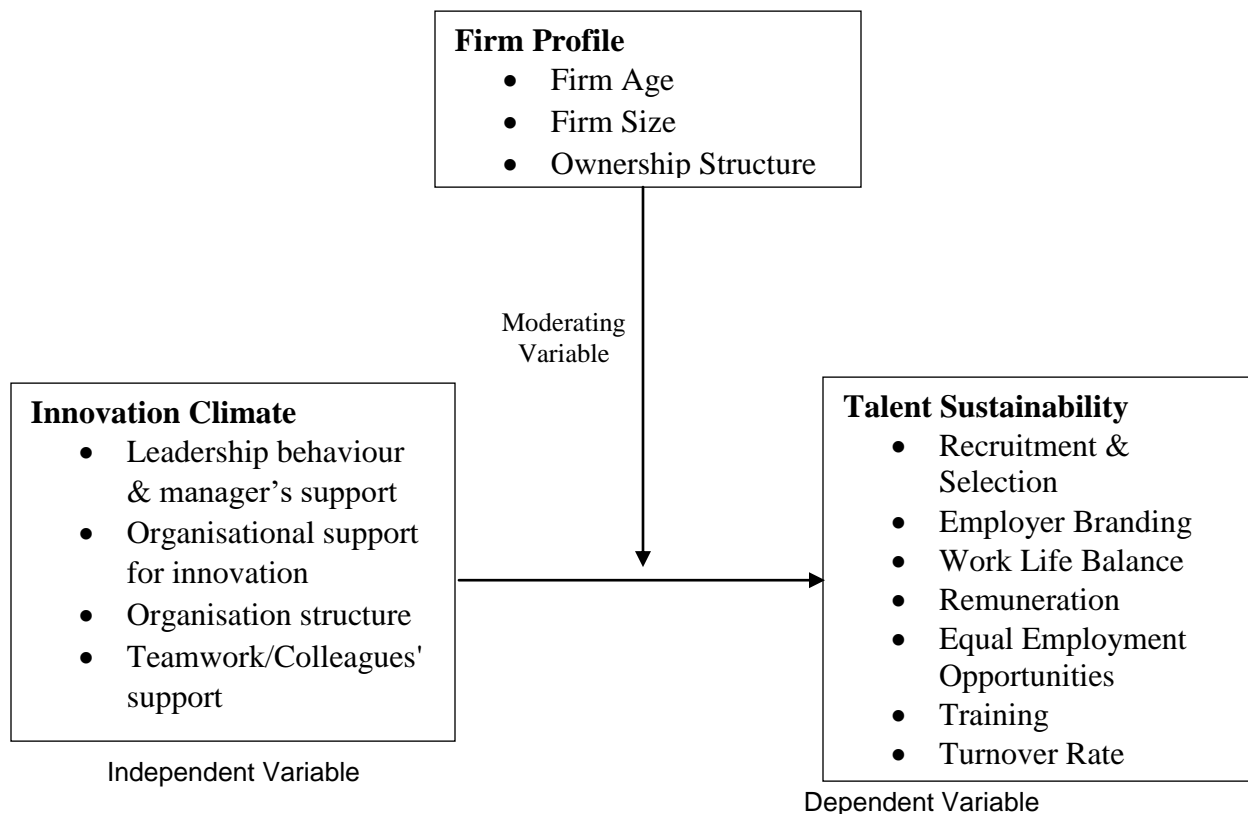 Firm Profile
• Firm Age
• Firm Size
• Ownership Structure
Moderating
Variable
Innovation Climate
• Leadership behaviour
& manager’s support
• Organisational support
for innovation
• Organisation structure
• Teamwork/Colleagues'
support
Independent Variable
Talent Sustainability
• Recruitment &
Selection
• Employer Branding
• Work Life Balance
• Remuneration
• Equal Employment
Opportunities
• Training
• Turnover Rate
Dependent Variable